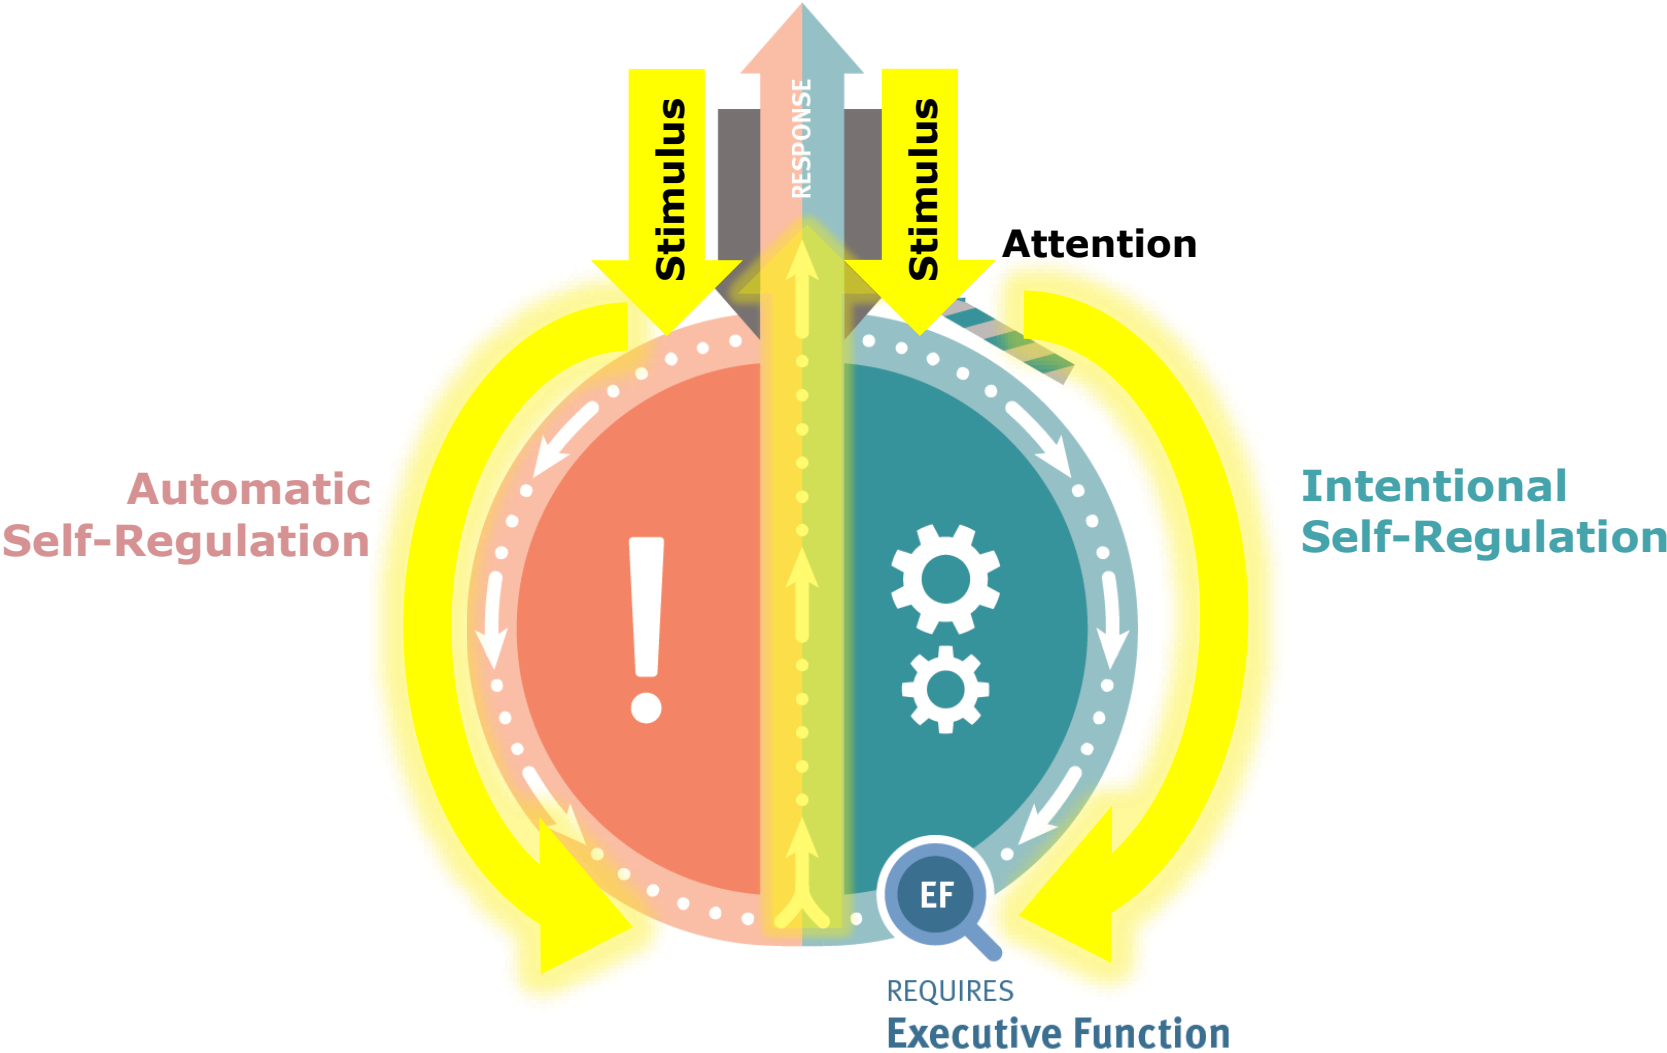 RESPONSE
Stimulus
Stimulus
Attention
Automatic
Self-Regulation
Intentional
Self-Regulation
EF
REQUIRES
Executive Function